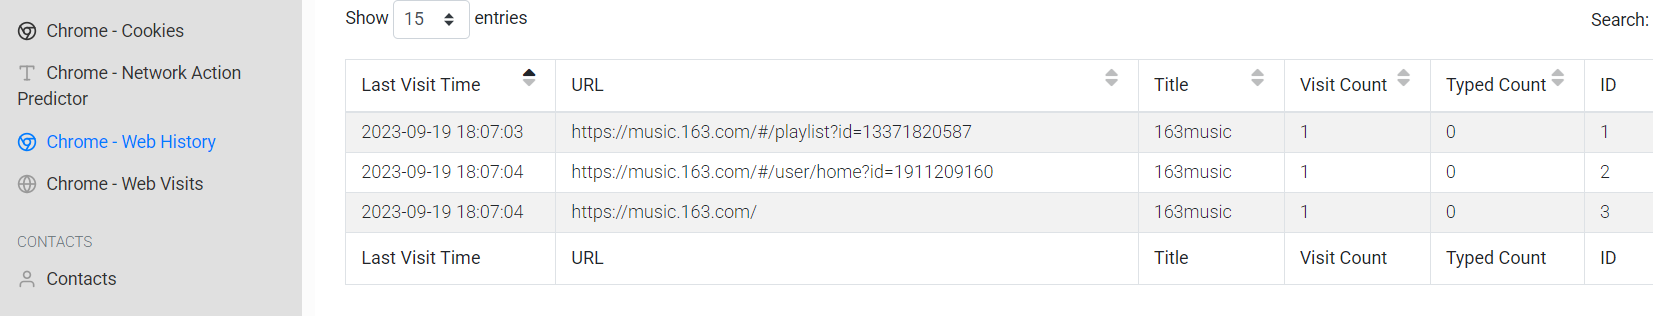 Chrome - Cookies
Chrome - Network Action
Predictor
Chrome - Web History
Chrome - Web Visits
CONTACTS
Contacts
Show 15 entries
Search:
Last Visit Time URL Title Visit Count Typed Count ID
2023-09-19 18:07:03 https://music.163.com/#/playlist?id=13371820587 163music 1 0 1
2023-09-19 18:07:04 https://music.163.com/#/user/home?id=1911209160 163music 1 0 2
2023-09-19 18:07:04 https://music.163.com/ 163music 1 0 3
Last Visit Time URL Title Visit Count Typed Count ID